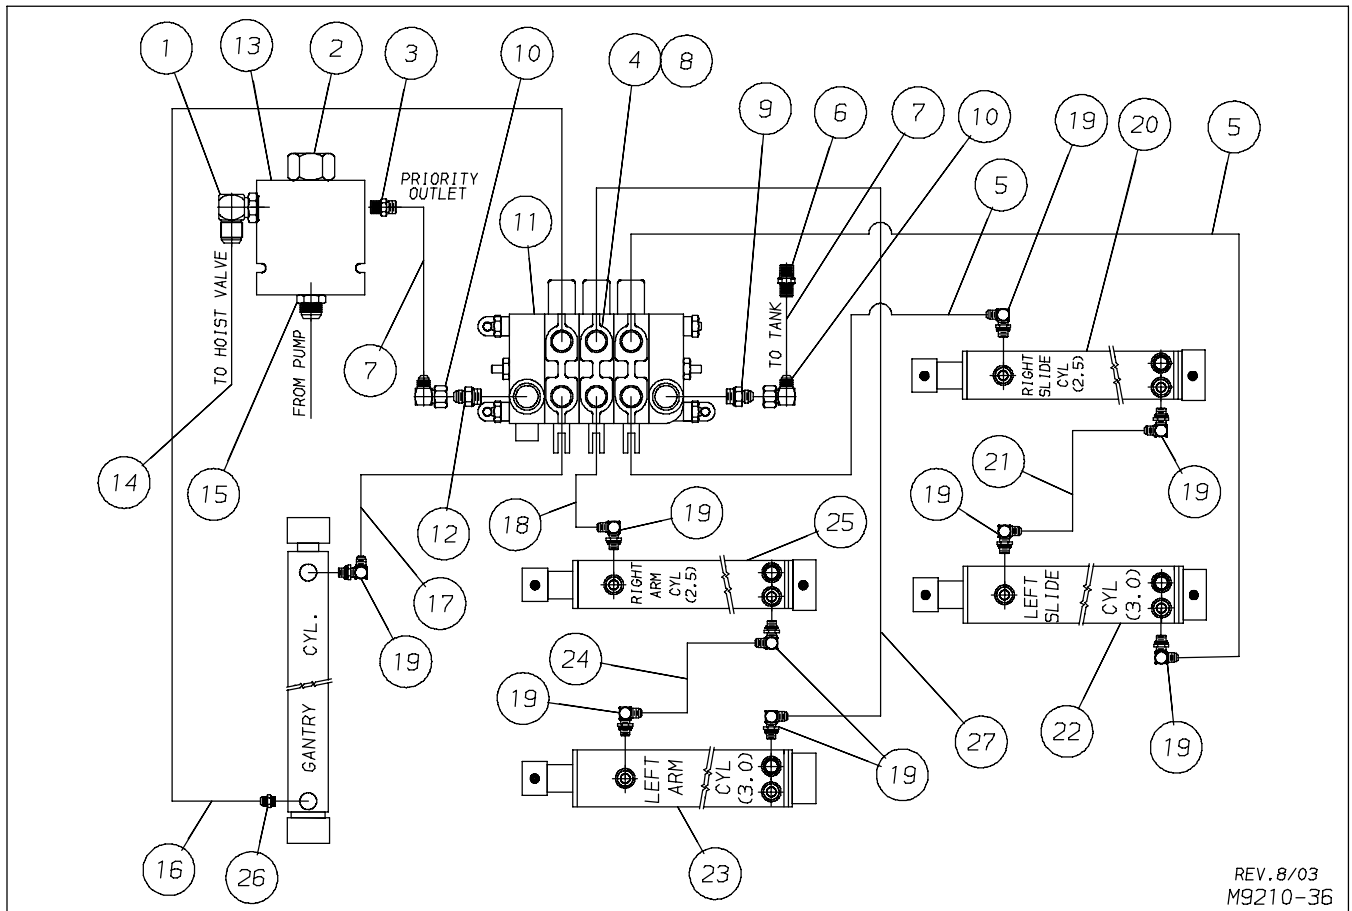 1
13
2
3
10
4
8
9
6
7
10
19
20
5
5
PRIORITY
OUTLET
11
TO HOIST VALVE
FROM PUMP
7
TO TANK
RIGHT
SLIDE
CYL
(2.5)
14
15
12
18
19
25
21
19
19
RIGHT
ARM
CYL
(2.5)
LEFT
SLIDE
CYL
(3.0)
17
19
GANTRY CYL.
24
19
LEFT
ARM
CYL
(3.0)
19
27
22
19
16
26
23
REV.8/03
M9210-36